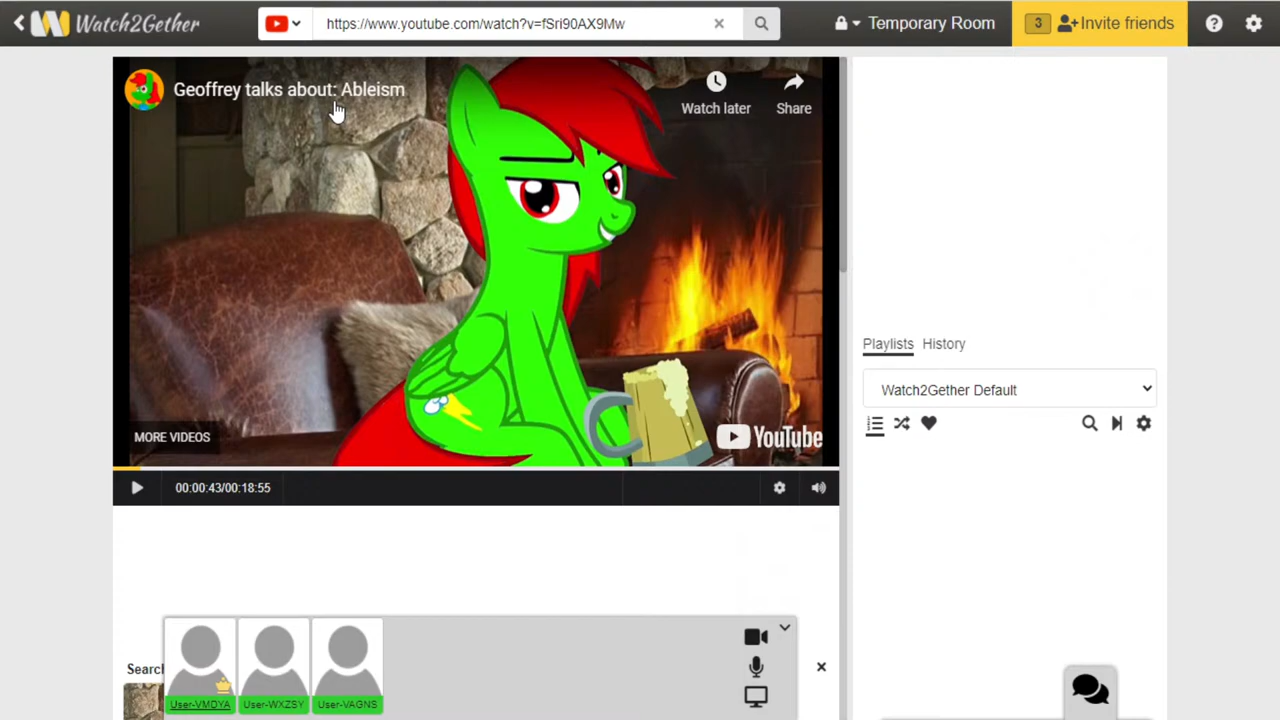 Watch2Gether
https://www.youtube.com/watch?v=fSri90AX9Mw
Temporary Room
3
Invite friends
Geoffrey talks about: Ableism
Watch later
Share
MORE VIDEOS
YouTube
00:00:43/00:18:55
Playlists
History
Watch2Gether Default
Search
User-VMDYA
User-WXZSY
User-VAGNS